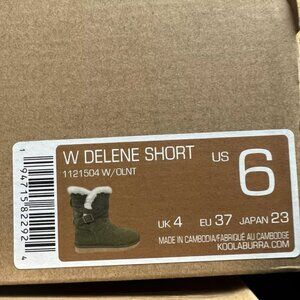 W DELENE SHORT
1121504 W/OLNT
US 6
UK 4 EU 37 JAPAN 23
MADE IN CAMBODIA/FABRIQUÉ AU CAMBODGE
KOOLABURRA.COM
1 94715 82292 4